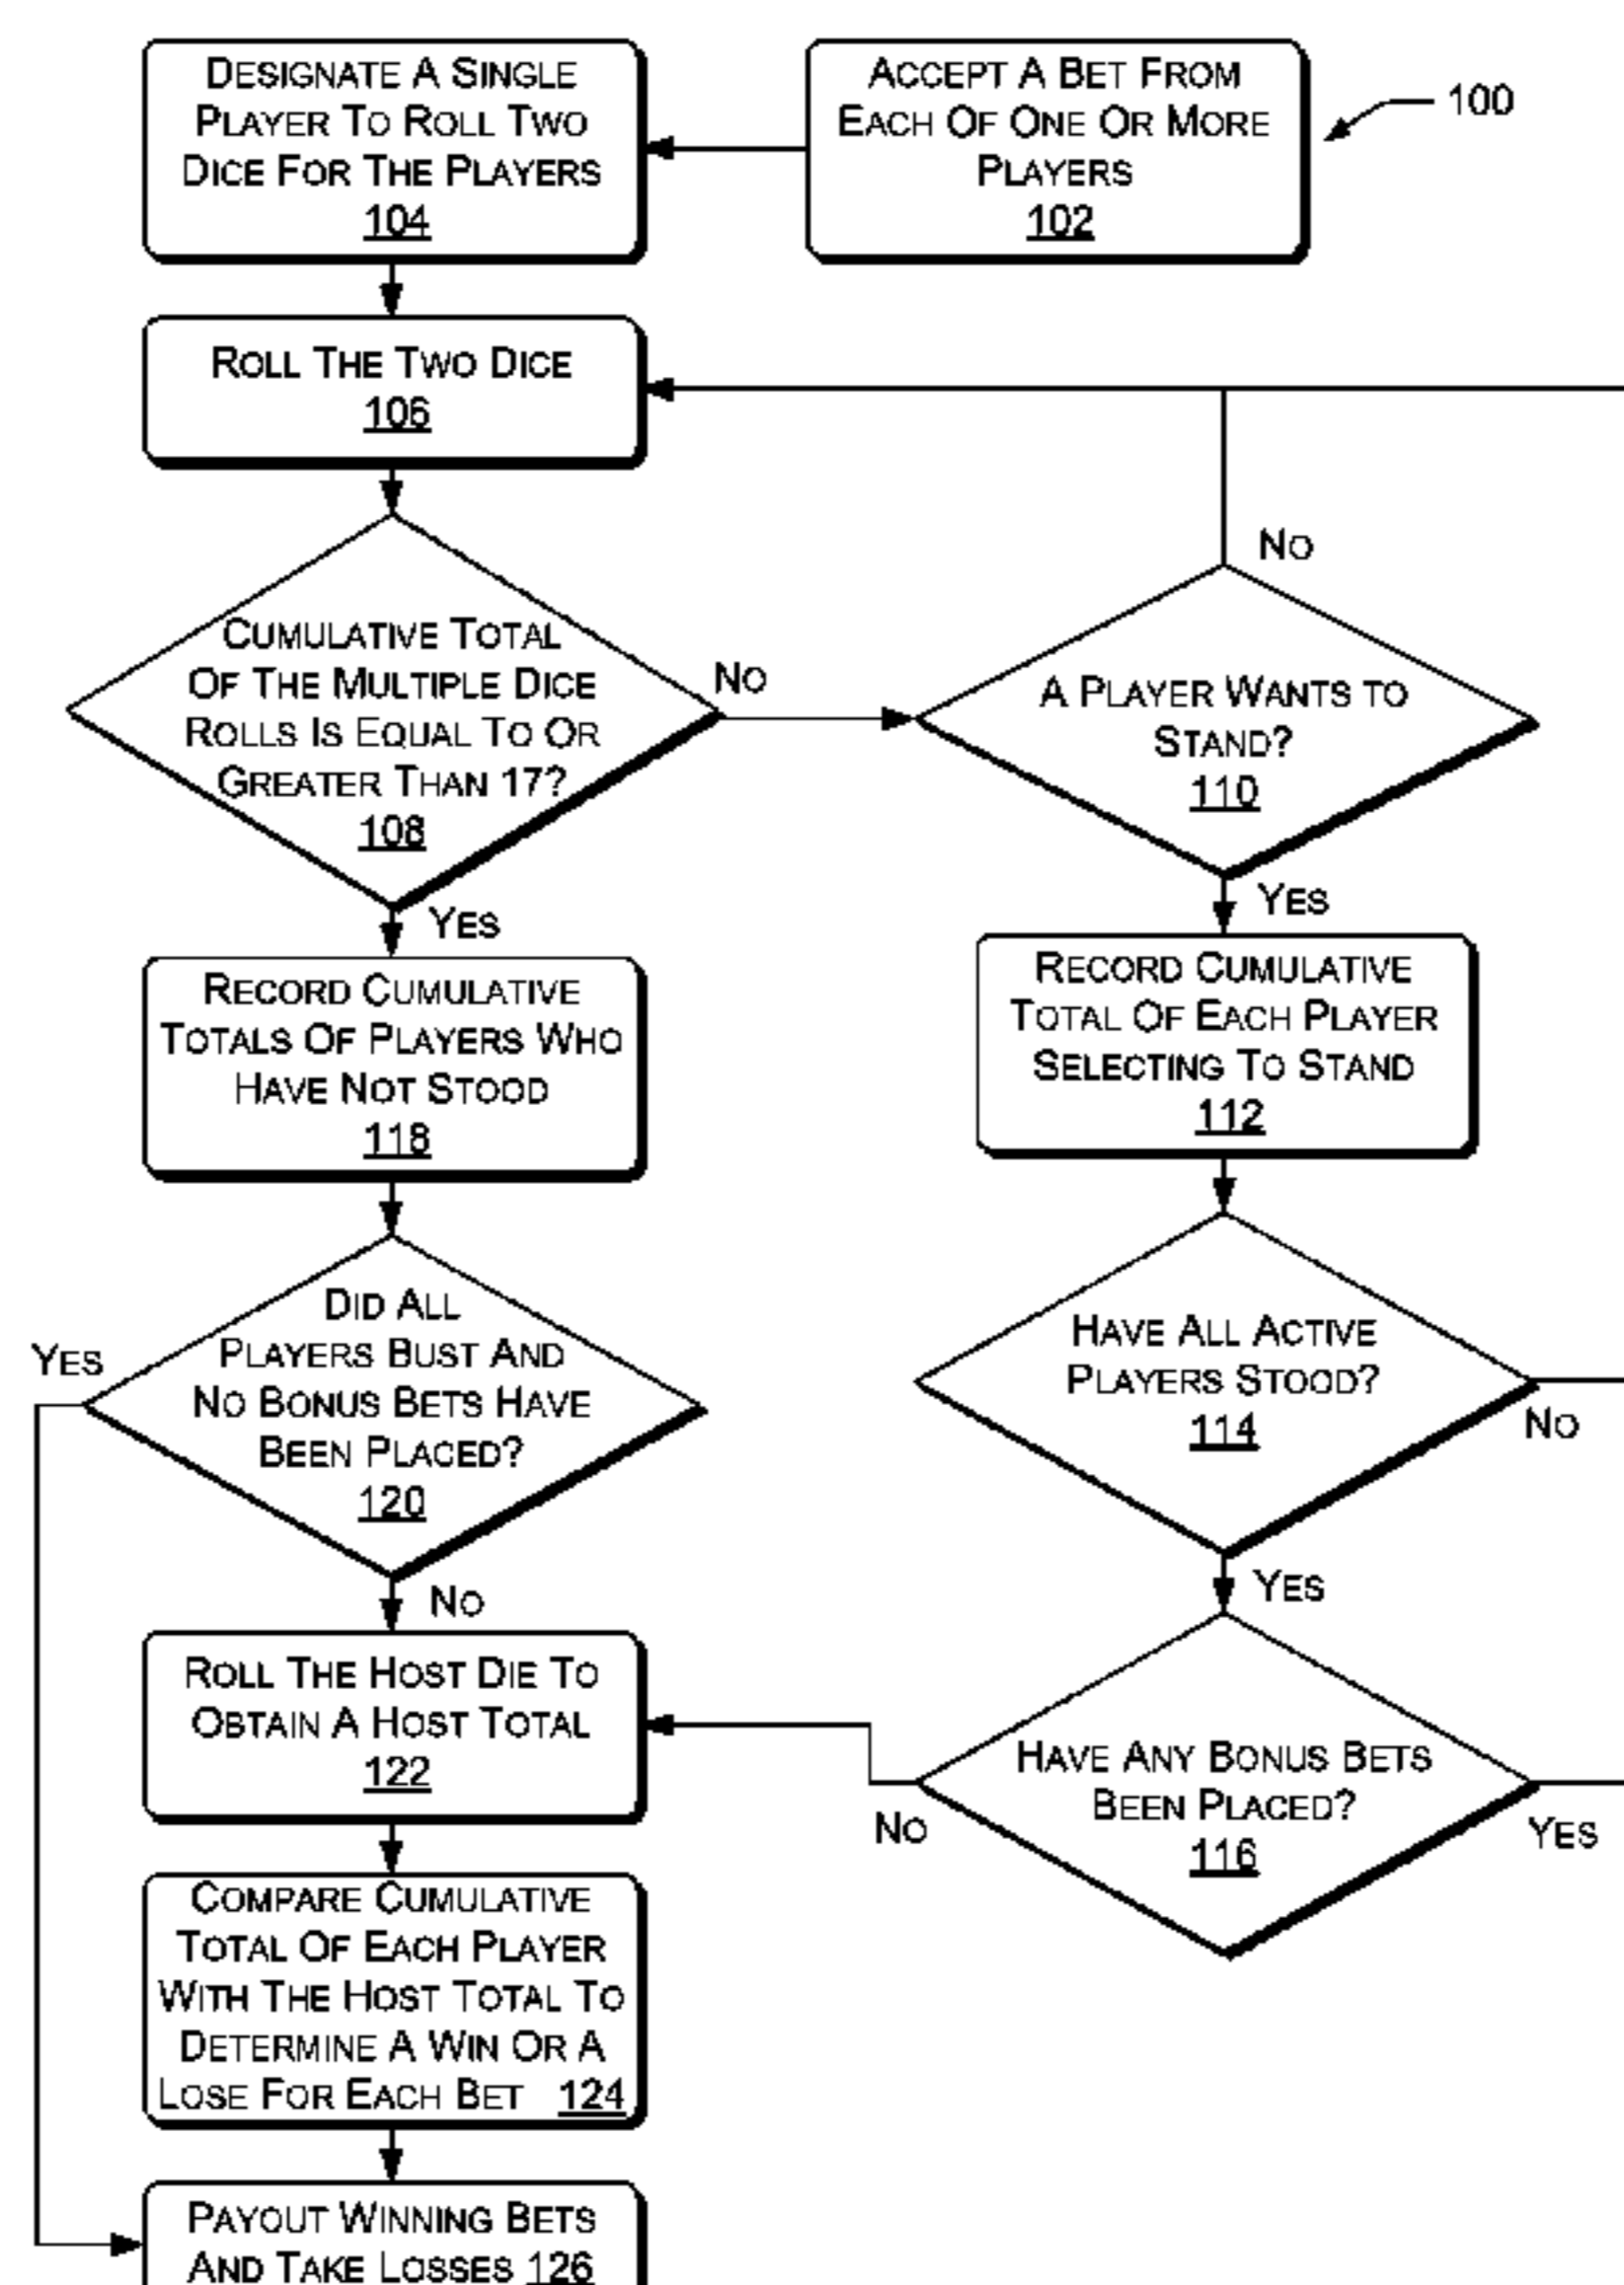 DESIGNATE A SINGLE
PLAYER TO ROLL TWO
DICE FOR THE PLAYERS
104
ACCEPT A BET FROM
EACH OF ONE OR MORE
PLAYERS
102
100
ROLL THE TWO DICE
106
CUMULATIVE TOTAL
OF THE MULTIPLE DICE
ROLLS IS EQUAL TO OR
GREATER THAN 17?
108
NO
YES
A PLAYER WANTS TO
STAND?
110
NO
YES
RECORD CUMULATIVE
TOTALS OF PLAYERS WHO
HAVE NOT STOOD
118
RECORD CUMULATIVE
TOTAL OF EACH PLAYER
SELECTING TO STAND
112
DID ALL
PLAYERS BUST AND
NO BONUS BETS HAVE
BEEN PLACED?
120
YES
NO
HAVE ALL ACTIVE
PLAYERS STOOD?
114
NO
YES
ROLL THE HOST DIE TO
OBTAIN A HOST TOTAL
122
HAVE ANY BONUS BETS
BEEN PLACED?
116
NO
YES
COMPARE CUMULATIVE
TOTAL OF EACH PLAYER
WITH THE HOST TOTAL TO
DETERMINE A WIN OR A
LOSE FOR EACH BET 124
PAYOUT WINNING BETS
AND TAKE LOSSES 126